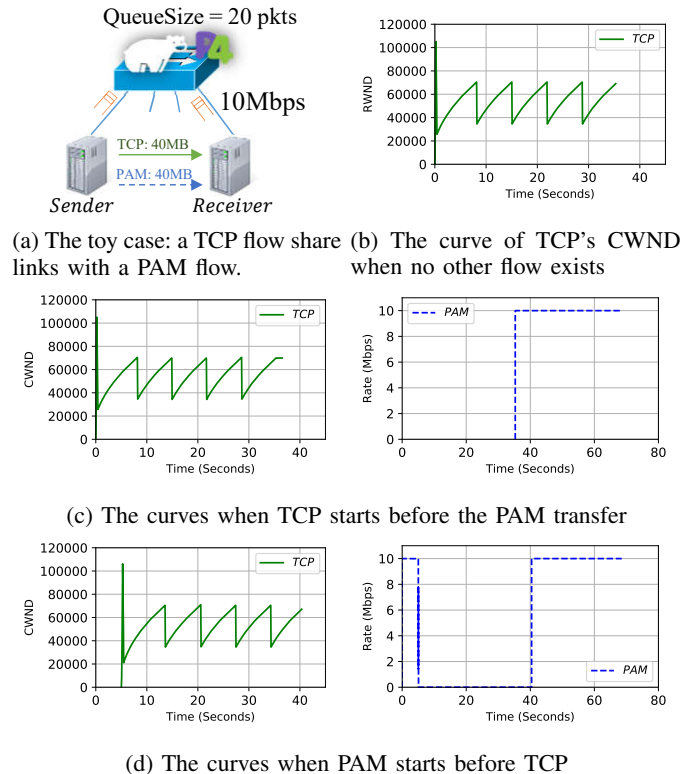 QueueSize = 20 pkts
P4
10Mbps
TCP: 40MB
PAM: 40MB
Sender
Receiver
120000
100000
80000
60000
40000
20000
0
RWND
TCP
0
10
20
30
40
Time (Seconds)
(a) The toy case: a TCP flow share
links with a PAM flow.
(b) The curve of TCP's CWND
when no other flow exists
120000
100000
80000
60000
40000
20000
0
CWND
TCP
0
10
20
30
40
Time (Seconds)
10
8
6
4
2
0
Rate (Mbps)
PAM
0
20
40
60
80
Time (Seconds)
(c) The curves when TCP starts before the PAM transfer
120000
100000
80000
60000
40000
20000
0
CWND
TCP
0
10
20
30
40
Time (Seconds)
10
8
6
4
2
0
Rate (Mbps)
PAM
0
20
40
60
80
Time (Seconds)
(d) The curves when PAM starts before TCP